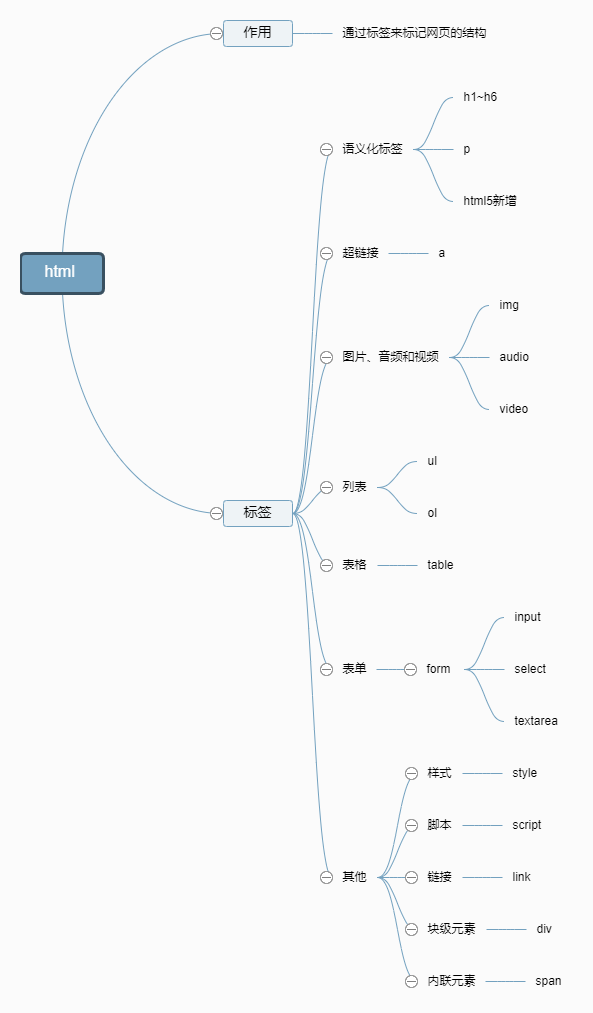 html
作用
通过标签来标记网页的结构
标签
语义化标签
h1~h6
p
html5新增
超链接
a
图片、音频和视频
img
audio
video
列表
ul
ol
表格
table
表单
form
input
select
textarea
其他
样式
style
脚本
script
链接
link
块级元素
div
内联元素
span